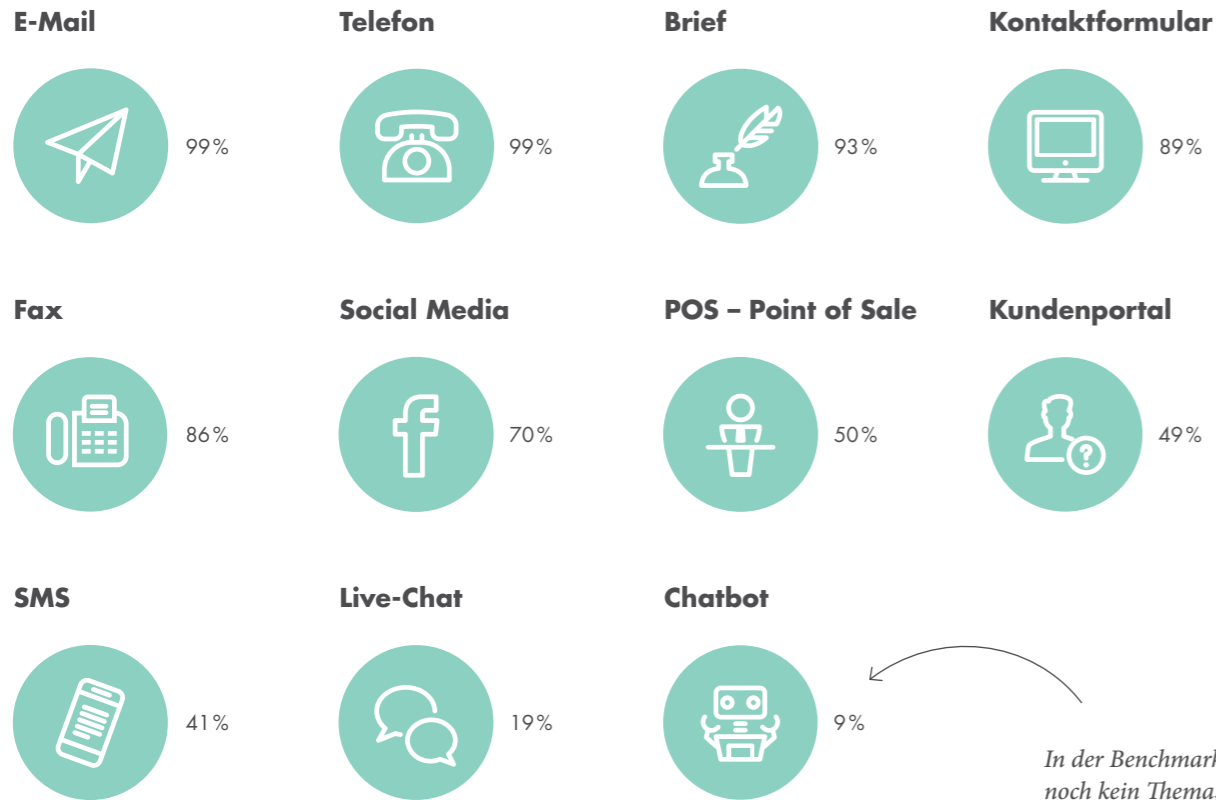 E-Mail
Telefon
Brief
Kontaktformular
99%
99%
93%
89%
Fax
Social Media
POS – Point of Sale
Kundenportal
86%
70%
50%
?
49%
SMS
Live-Chat
Chatbot
41%
19%
9%
In der Benchmark
noch kein Thema.